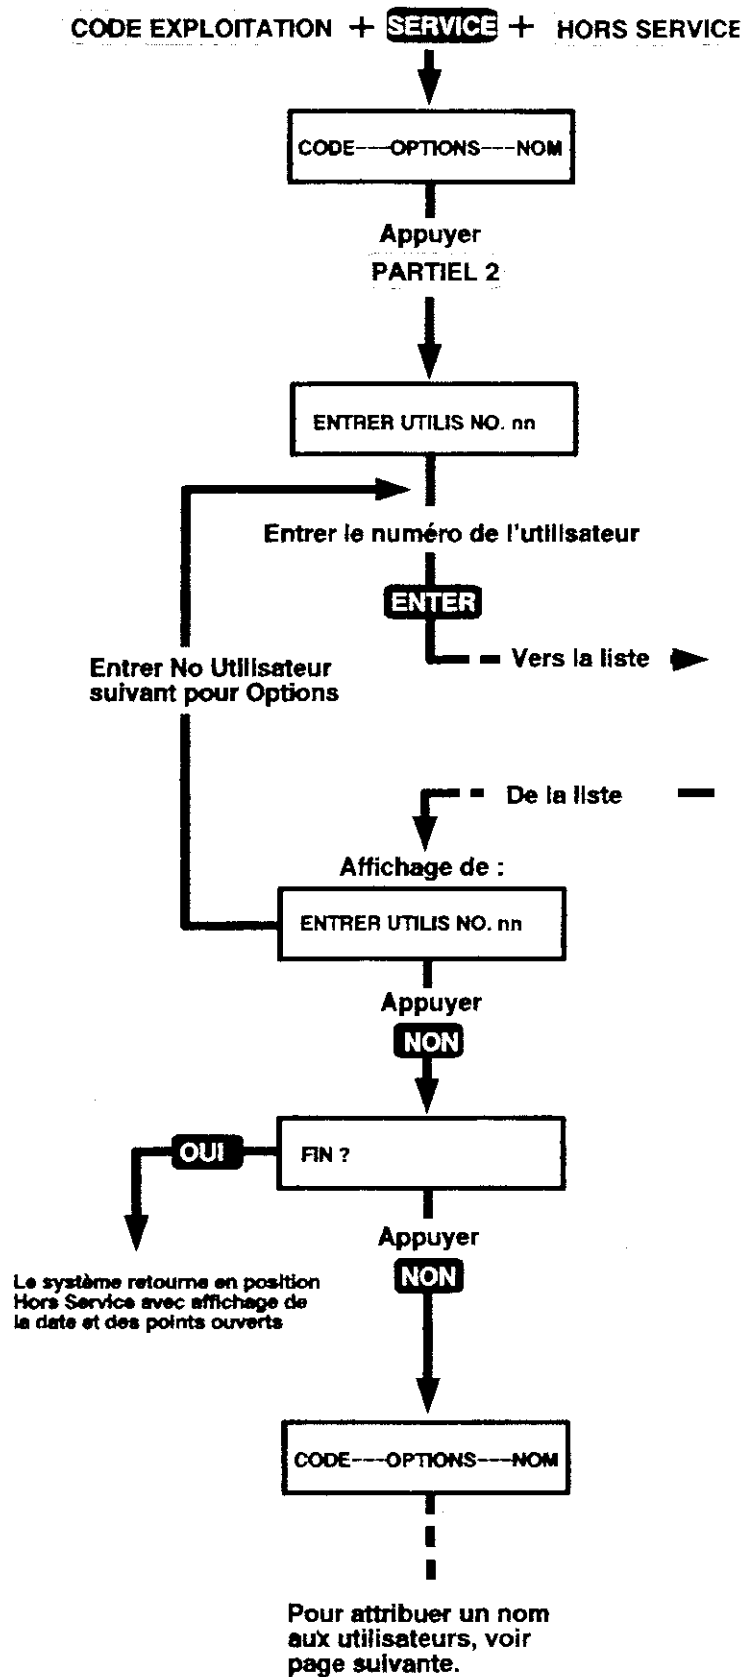 CODE EXPLOITATION + SERVICE + HORS SERVICE
CODE---OPTIONS---NOM
Appuyer
PARTIEL 2
ENTRER UTILIS NO. nn
Entrer le numéro de l'utilisateur
ENTER
Vers la liste
Entrer No Utilisateur
suivant pour Options
De la liste
Affichage de :
ENTRER UTILIS NO. nn
Appuyer
NON
OUI
FIN ?
Appuyer
NON
Le système retourne en position
Hors Service avec affichage de
la date et des points ouverts
CODE---OPTIONS---NOM
Pour attribuer un nom
aux utilisateurs, voir
page suivante.